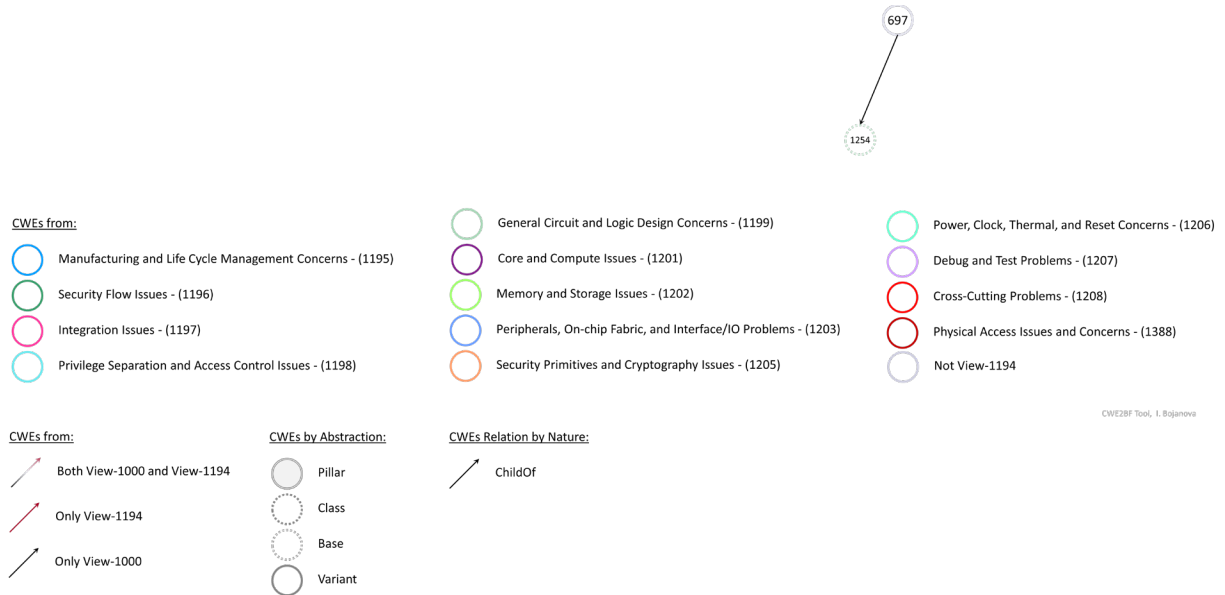 697
1254
CWEs from:
Manufacturing and Life Cycle Management Concerns - (1195)
Security Flow Issues - (1196)
Integration Issues - (1197)
Privilege Separation and Access Control Issues - (1198)
General Circuit and Logic Design Concerns - (1199)
Core and Compute Issues - (1201)
Memory and Storage Issues - (1202)
Peripherals, On-chip Fabric, and Interface/IO Problems - (1203)
Security Primitives and Cryptography Issues - (1205)
Power, Clock, Thermal, and Reset Concerns - (1206)
Debug and Test Problems - (1207)
Cross-Cutting Problems - (1208)
Physical Access Issues and Concerns - (1388)
Not View-1194
CWE2BF Tool, I. Bojanova
CWEs from:
Both View-1000 and View-1194
Only View-1194
Only View-1000
CWEs by Abstraction:
Pillar
Class
Base
Variant
CWEs Relation by Nature:
ChildOf